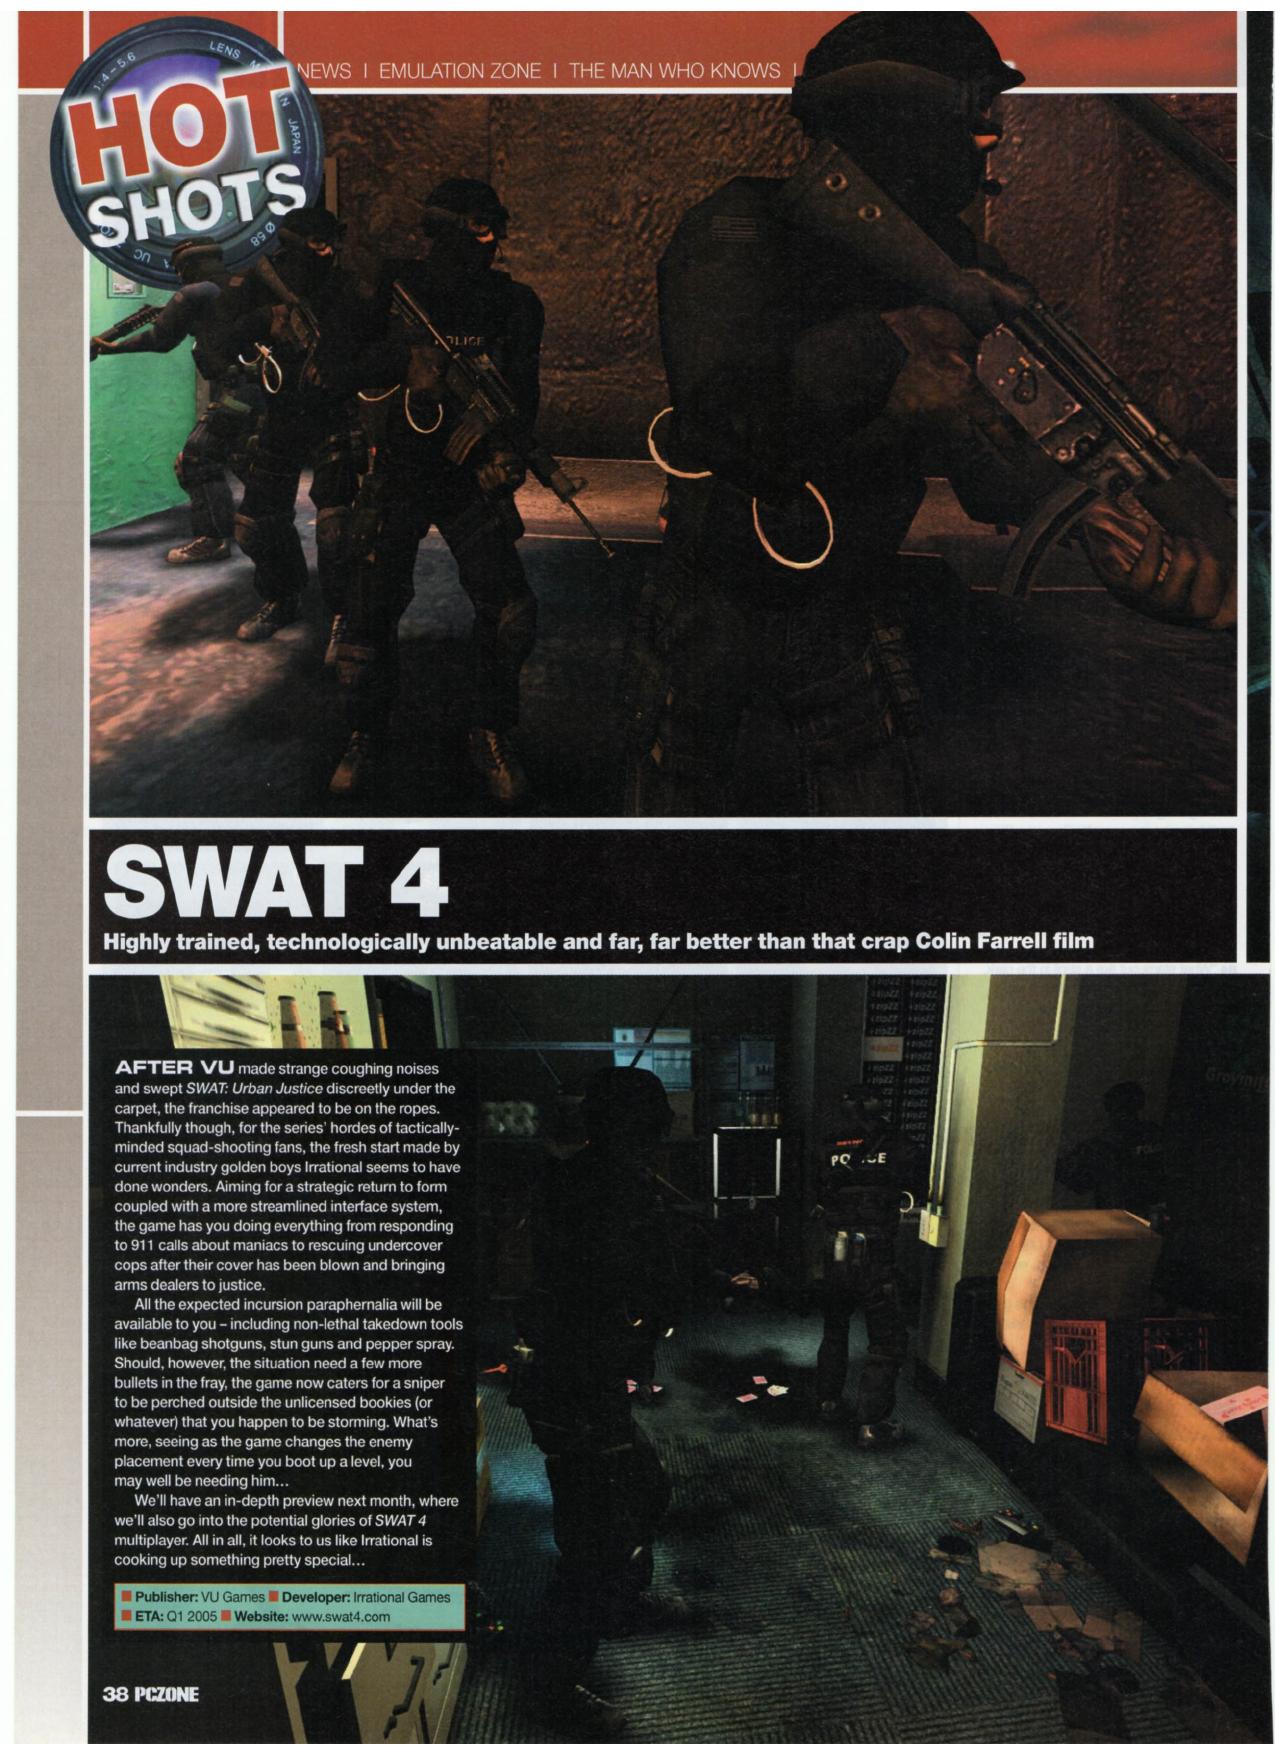 NEWS | EMULATION ZONE | THE MAN WHO KNOWS |
1:4-5.6 LENS
N JAPAN
HOT
SHOTS
Ø58
UC
POLICE
SWAT 4
Highly trained, technologically unbeatable and far, far better than that crap Colin Farrell film
AFTER VU made strange coughing noises
and swept SWAT: Urban Justice discreetly under the
carpet, the franchise appeared to be on the ropes.
Thankfully though, for the series' hordes of tactically-
minded squad-shooting fans, the fresh start made by
current industry golden boys Irrational seems to have
done wonders. Aiming for a strategic return to form
coupled with a more streamlined interface system,
the game has you doing everything from responding
to 911 calls about maniacs to rescuing undercover
cops after their cover has been blown and bringing
arms dealers to justice.
All the expected incursion paraphernalia will be
available to you – including non-lethal takedown tools
like beanbag shotguns, stun guns and pepper spray.
Should, however, the situation need a few more
bullets in the fray, the game now caters for a sniper
to be perched outside the unlicensed bookies (or
whatever) that you happen to be storming. What's
more, seeing as the game changes the enemy
placement every time you boot up a level, you
may well be needing him...
We'll have an in-depth preview next month, where
we'll also go into the potential glories of SWAT 4
multiplayer. All in all, it looks to us like Irrational is
cooking up something pretty special...
Publisher: VU Games Developer: Irrational Games
ETA: Q1 2005 Website: www.swat4.com
POLICE
38 PCZONE